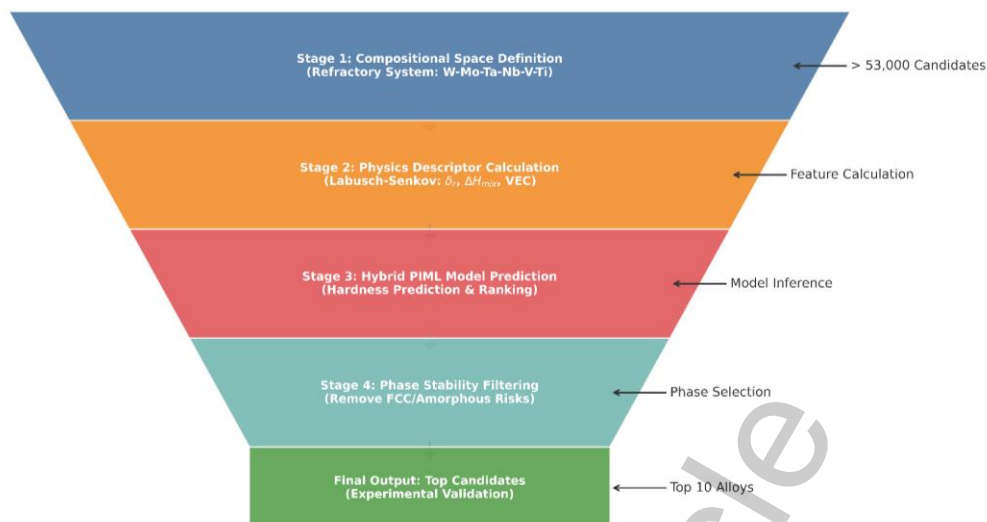 Stage 1: Compositional Space Definition
(Refractory System: W-Mo-Ta-Nb-V-Ti)
> 53,000 Candidates
Stage 2: Physics Descriptor Calculation
(Labusch-Senkov: δr, ΔHmix, VEC)
Feature Calculation
Stage 3: Hybrid PIML Model Prediction
(Hardness Prediction & Ranking)
Model Inference
Stage 4: Phase Stability Filtering
(Remove FCC/Amorphous Risks)
Phase Selection
Final Output: Top Candidates
(Experimental Validation)
Top 10 Alloys
cle